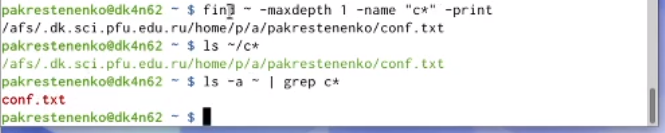 pakrestenenko@dk4n62 ~ $ find ~ -maxdepth 1 -name "c*" -print
/afs/.dk.sci.pfu.edu.ru/home/p/a/pakrestenenko/conf.txt
pakrestenenko@dk4n62 ~ $ ls ~/c*
/afs/.dk.sci.pfu.edu.ru/home/p/a/pakrestenenko/conf.txt
pakrestenenko@dk4n62 ~ $ ls -a ~ | grep c*
conf.txt
pakrestenenko@dk4n62 ~ $